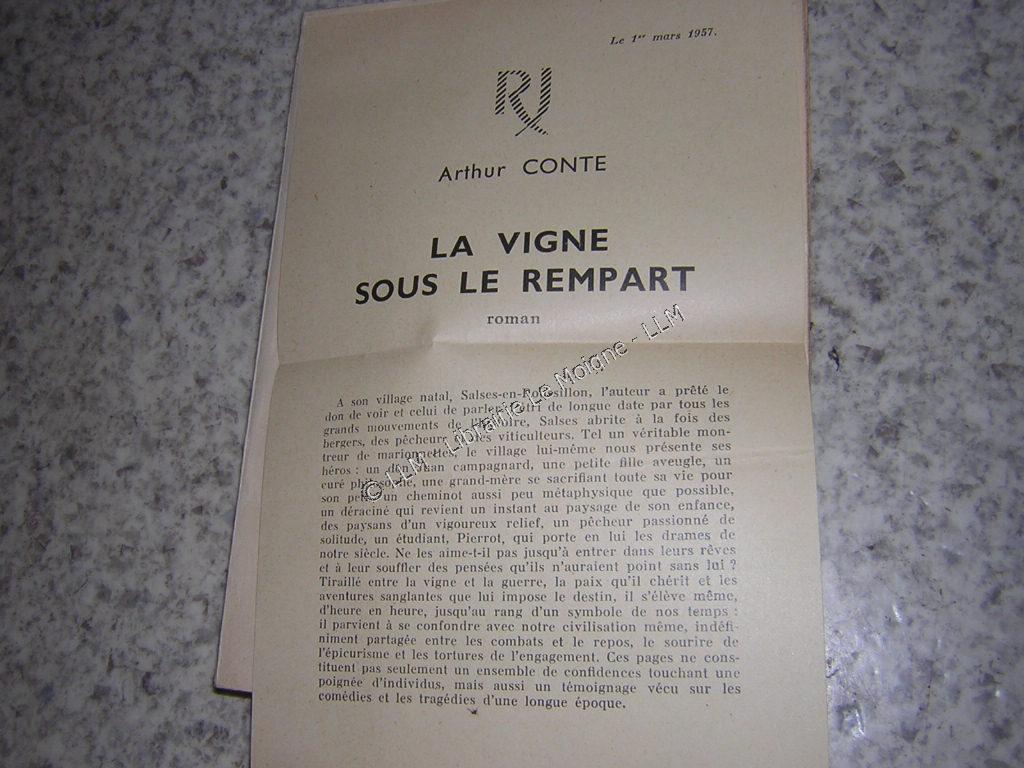 Le 1er mars 1957.
RJ
Arthur CONTE
LA VIGNE
SOUS LE REMPART
roman
A son village natal, Salses-en-Roussillon, l'auteur a prêté le
don de voir et celui de parler. de longue date par tous les
grands mouvements de l'histoire, Salses abrite à la fois des
bergers, des pêcheurs et des viticulteurs. Tel un véritable mon-
treur de marionnettes, le village lui-même nous présente ses
héros : un don Juan campagnard, une petite fille aveugle, un
curé philosophe, une grand-mère se sacrifiant toute sa vie pour
son petit, un cheminot aussi peu métaphysique que possible,
un déraciné qui revient un instant au paysage de son enfance,
des paysans d'un vigoureux relief, un pêcheur passionné de
solitude, un étudiant, Pierrot, qui porte en lui les drames de
notre siècle. Ne les aime-t-il pas jusqu'à entrer dans leurs rêves
et à leur souffler des pensées qu'ils n'auraient point sans lui ?
Tiraillé entre la vigne et la guerre, la paix qu'il chérit et les
aventures sanglantes que lui impose le destin, il s'élève même,
d'heure en heure, jusqu'au rang d'un symbole de nos temps :
il parvient à se confondre avec notre civilisation même, indéfi-
niment partagée entre les combats et le repos, le sourire de
l'épicurisme et les tortures de l'engagement. Ces pages ne cons-
tituent pas seulement un ensemble de confidences touchant une
poignée d'individus, mais aussi un témoignage vécu sur les
comédies et les tragédies d'une longue époque.
© LLM - Librairie Le Moigne - LLM